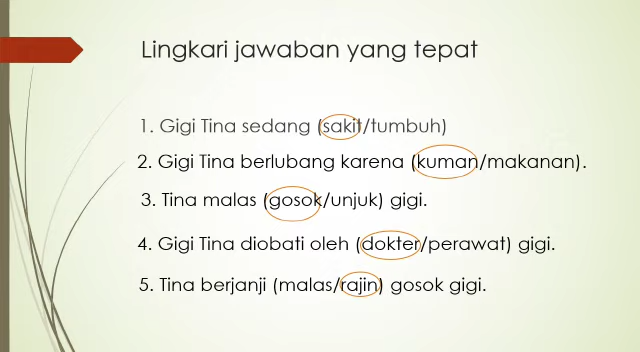 Lingkari jawaban yang tepat
1. Gigi Tina sedang (sakit/tumbuh)
2. Gigi Tina berlubang karena (kuman/makanan).
3. Tina malas (gosok/unjuk) gigi.
4. Gigi Tina diobati oleh (dokter/perawat) gigi.
5. Tina berjanji (malas/rajin) gosok gigi.